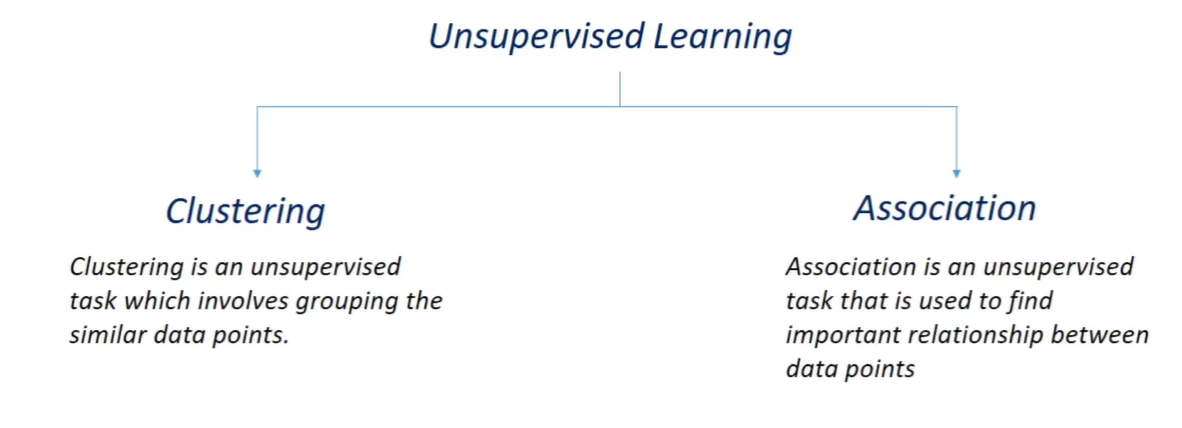 Unsupervised Learning
Clustering
Clustering is an unsupervised
task which involves grouping the
similar data points.
Association
Association is an unsupervised
task that is used to find
important relationship between
data points